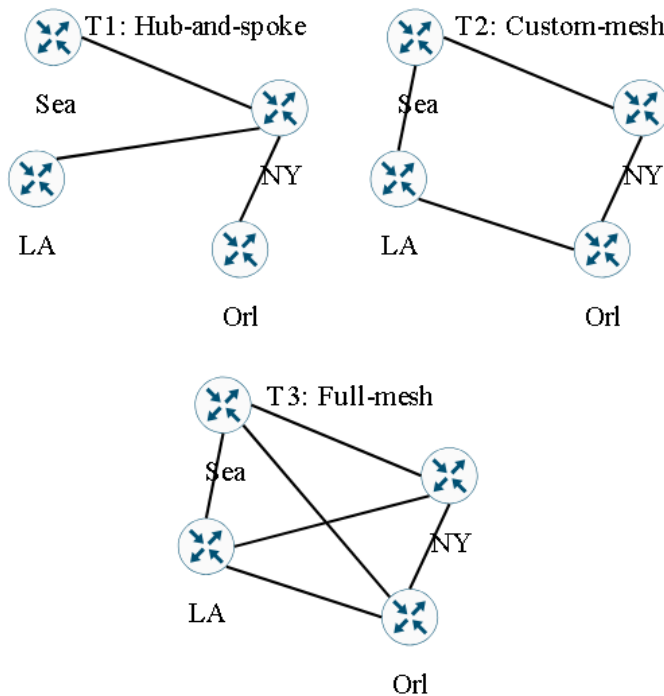 T1: Hub-and-spoke
Sea
NY
LA
Orl
T2: Custom-mesh
Sea
NY
LA
Orl
T3: Full-mesh
Sea
NY
LA
Orl